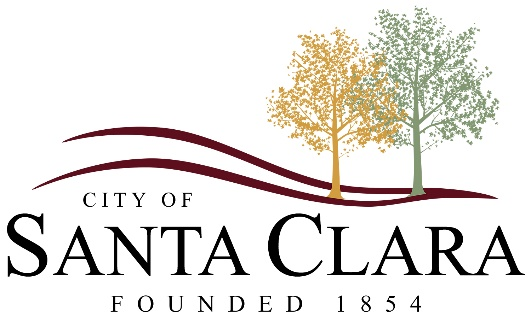 CITY OF
SANTA CLARA
FOUNDED 1854